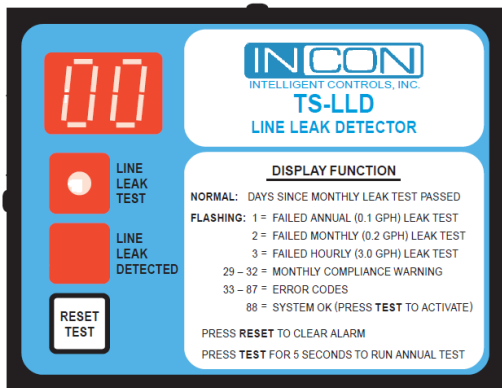 00
INCON
INTELLIGENT CONTROLS, INC.
TS-LLD
LINE LEAK DETECTOR
LINE
LEAK
TEST
LINE
LEAK
DETECTED
RESET
TEST
DISPLAY FUNCTION
NORMAL: DAYS SINCE MONTHLY LEAK TEST PASSED
FLASHING: 1 = FAILED ANNUAL (0.1 GPH) LEAK TEST
2 = FAILED MONTHLY (0.2 GPH) LEAK TEST
3 = FAILED HOURLY (3.0 GPH) LEAK TEST
29 – 32 = MONTHLY COMPLIANCE WARNING
33 – 87 = ERROR CODES
88 = SYSTEM OK (PRESS TEST TO ACTIVATE)
PRESS RESET TO CLEAR ALARM
PRESS TEST FOR 5 SECONDS TO RUN ANNUAL TEST